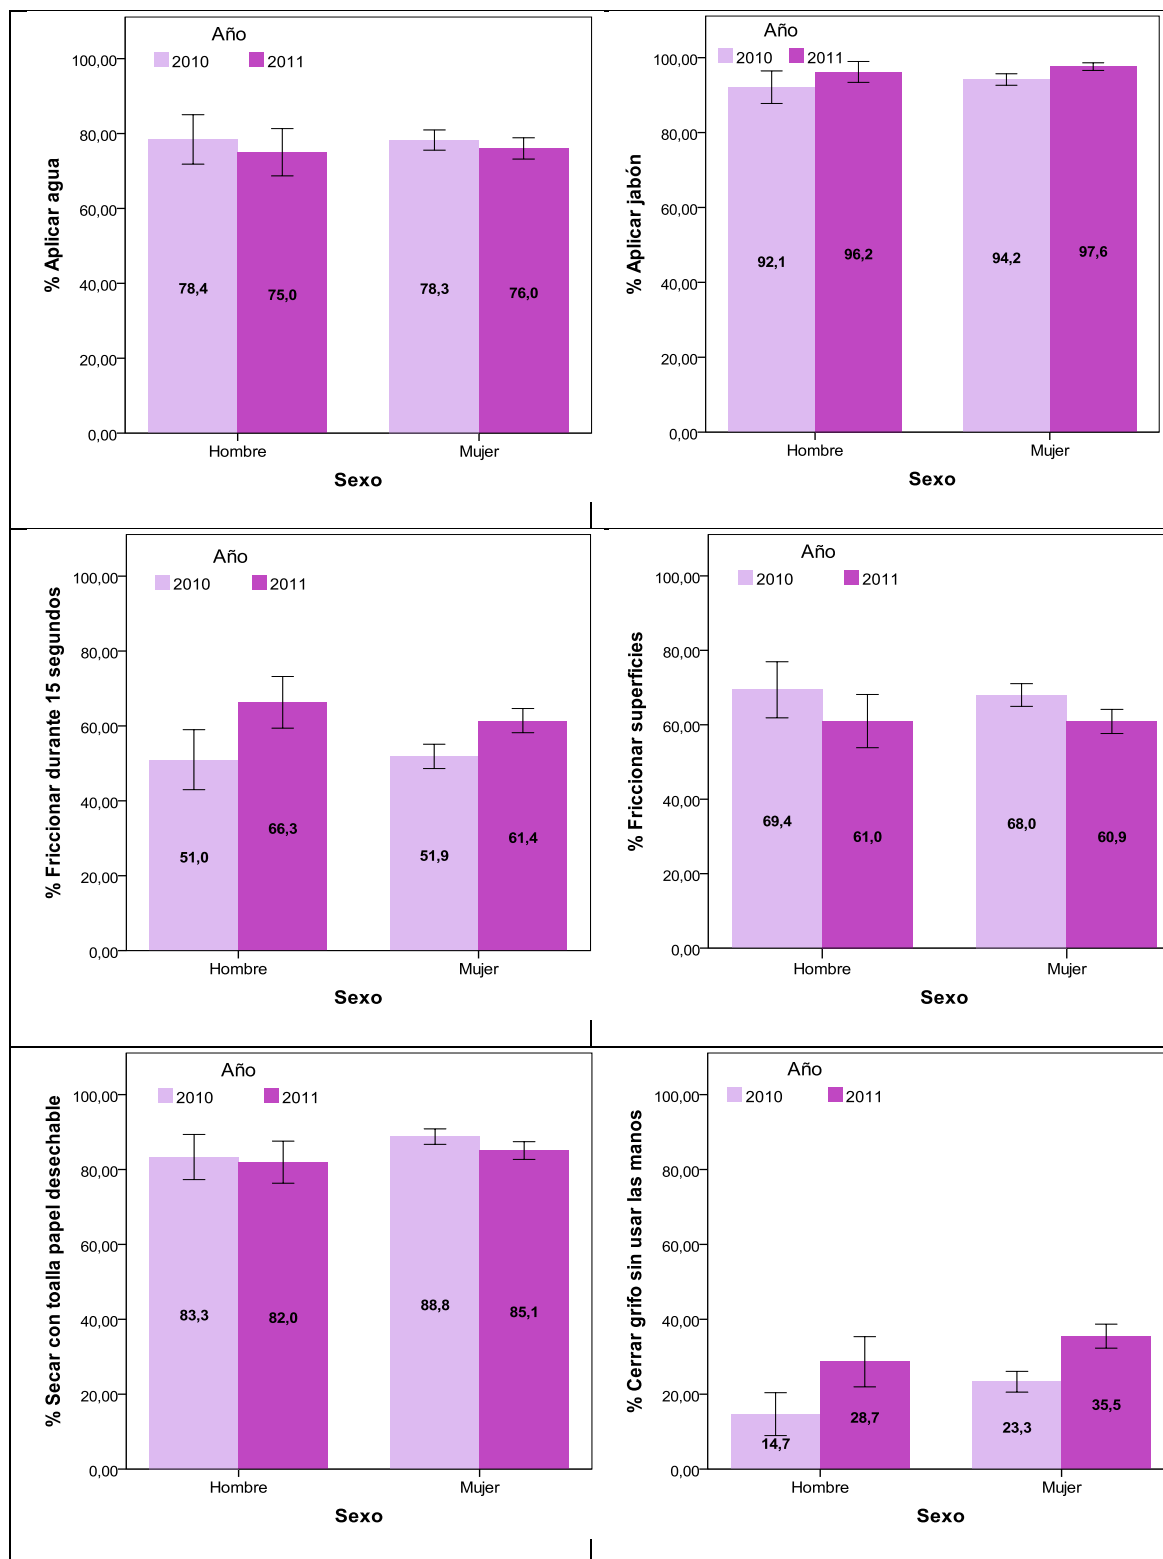 Año
2010 2011
% Aplicar agua
100,00
80,00
60,00
40,00
20,00
0,00
78,4 75,0 78,3 76,0
Hombre Mujer
Sexo
Año
2010 2011
% Aplicar jabón
100,00
80,00
60,00
40,00
20,00
0,00
92,1 96,2 94,2 97,6
Hombre Mujer
Sexo
Año
2010 2011
% Friccionar durante 15 segundos
100,00
80,00
60,00
40,00
20,00
0,00
51,0 66,3 51,9 61,4
Hombre Mujer
Sexo
Año
2010 2011
% Friccionar superficies
100,00
80,00
60,00
40,00
20,00
0,00
69,4 61,0 68,0 60,9
Hombre Mujer
Sexo
Año
2010 2011
% Secar con toalla papel desechable
100,00
80,00
60,00
40,00
20,00
0,00
83,3 82,0 88,8 85,1
Hombre Mujer
Sexo
Año
2010 2011
% Cerrar grifo sin usar las manos
100,00
80,00
60,00
40,00
20,00
0,00
14,7 28,7 23,3 35,5
Hombre Mujer
Sexo